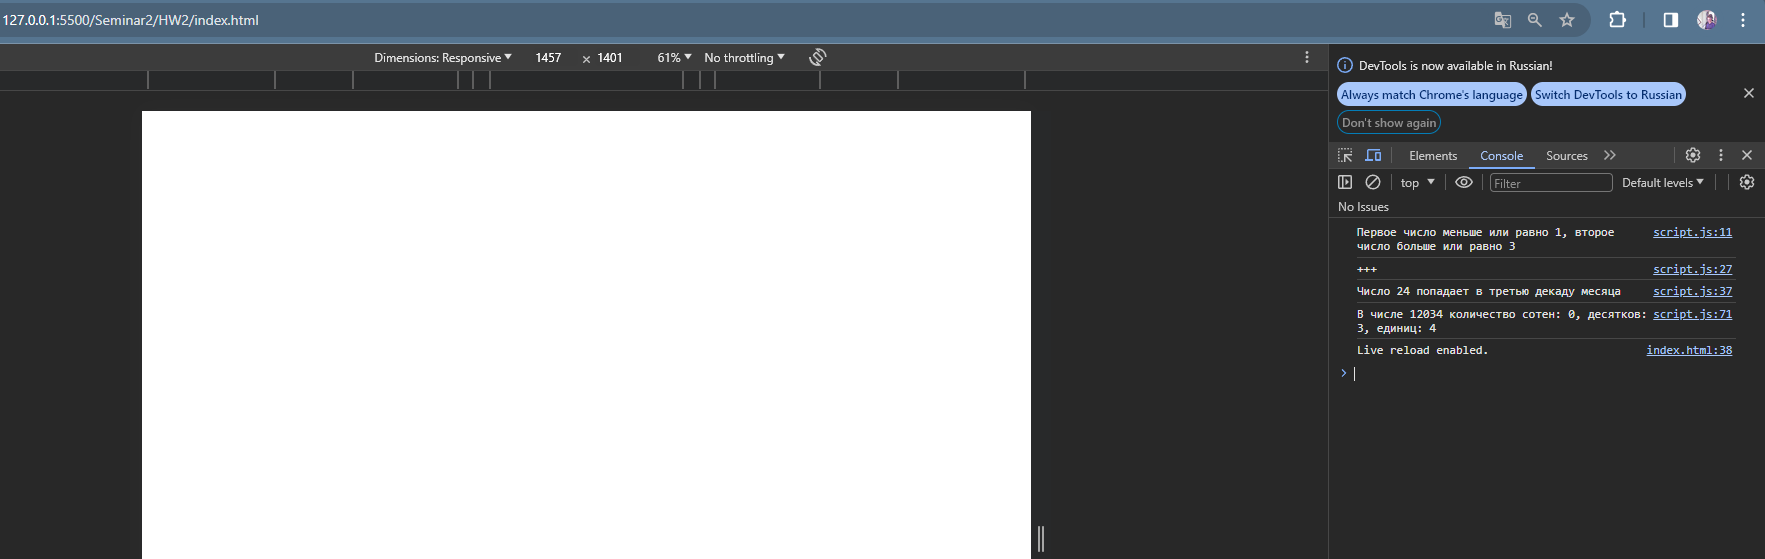 127.0.0.1:5500/Seminar2/HW2/index.html
Dimensions: Responsive 1457 × 1401 61% No throttling
DevTools is now available in Russian!
Always match Chrome's language Switch DevTools to Russian
Don't show again
Elements Console Sources
top Filter Default levels
No Issues
Первое число меньше или равно 1, второе script.js:11
число больше или равно 3
+++ script.js:27
Число 24 попадает в третью декаду месяца script.js:37
В числе 12034 количество сотен: 0, десятков: script.js:71
3, единиц: 4
Live reload enabled. index.html:38